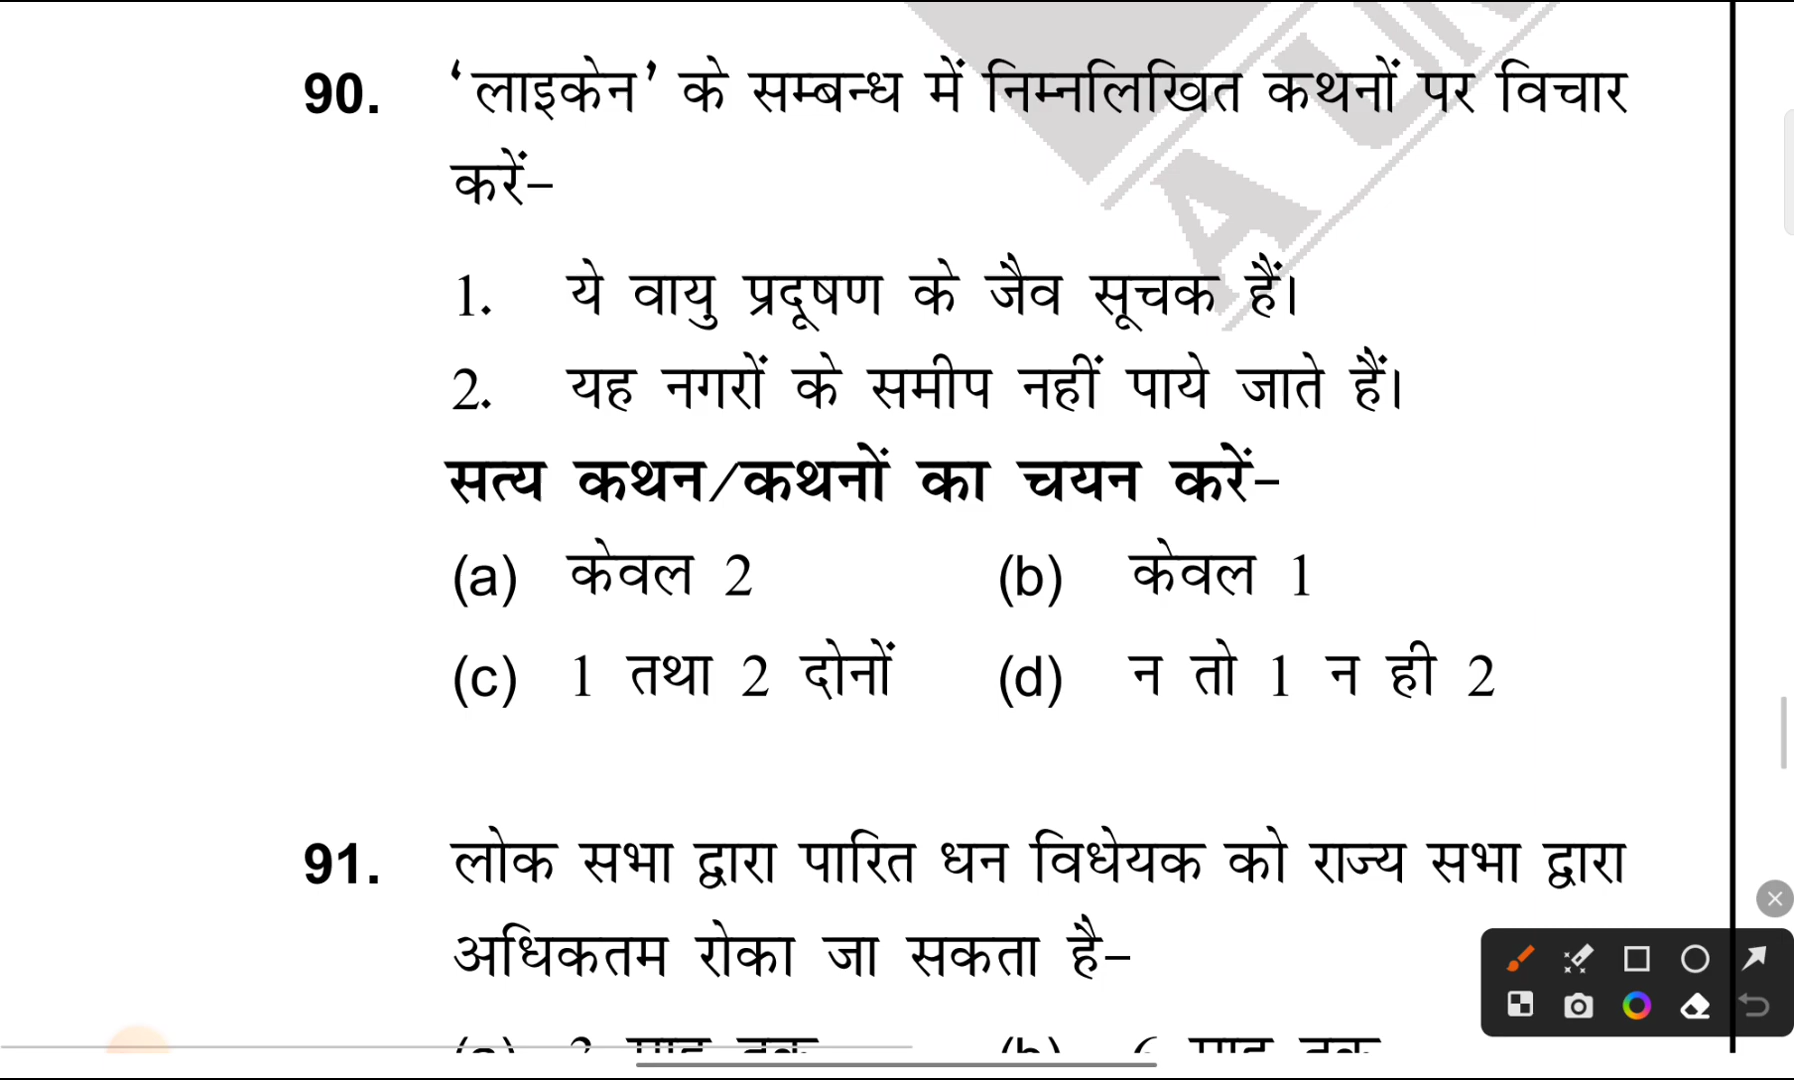 90. ‘लाइकेन’ के सम्बन्ध में निम्नलिखित कथनों पर विचार
करें-
1. ये वायु प्रदूषण के जैव सूचक हैं।
2. यह नगरों के समीप नहीं पाये जाते हैं।
सत्य कथन/कथनों का चयन करें-
(a) केवल 2 (b) केवल 1
(c) 1 तथा 2 दोनों (d) न तो 1 न ही 2
91. लोक सभा द्वारा पारित धन विधेयक को राज्य सभा द्वारा
अधिकतम रोका जा सकता है-